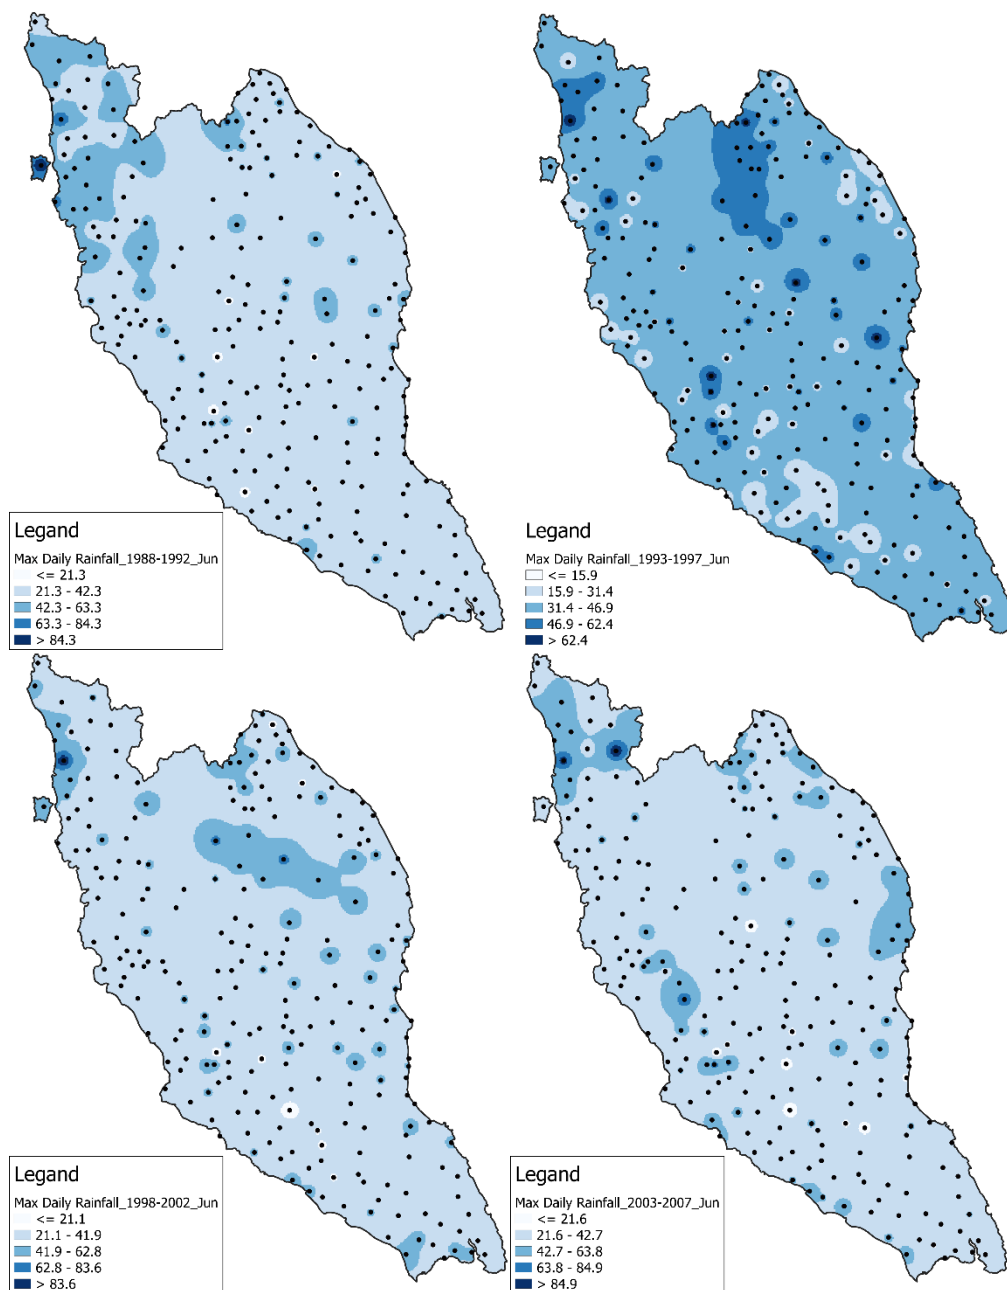 Legand
Max Daily Rainfall_1988-1992_Jun
<= 21.3
21.3 - 42.3
42.3 - 63.3
63.3 - 84.3
> 84.3
Legand
Max Daily Rainfall_1993-1997_Jun
<= 15.9
15.9 - 31.4
31.4 - 46.9
46.9 - 62.4
> 62.4
Legand
Max Daily Rainfall_1998-2002_Jun
<= 21.1
21.1 - 41.9
41.9 - 62.8
62.8 - 83.6
> 83.6
Legand
Max Daily Rainfall_2003-2007_Jun
<= 21.6
21.6 - 42.7
42.7 - 63.8
63.8 - 84.9
> 84.9